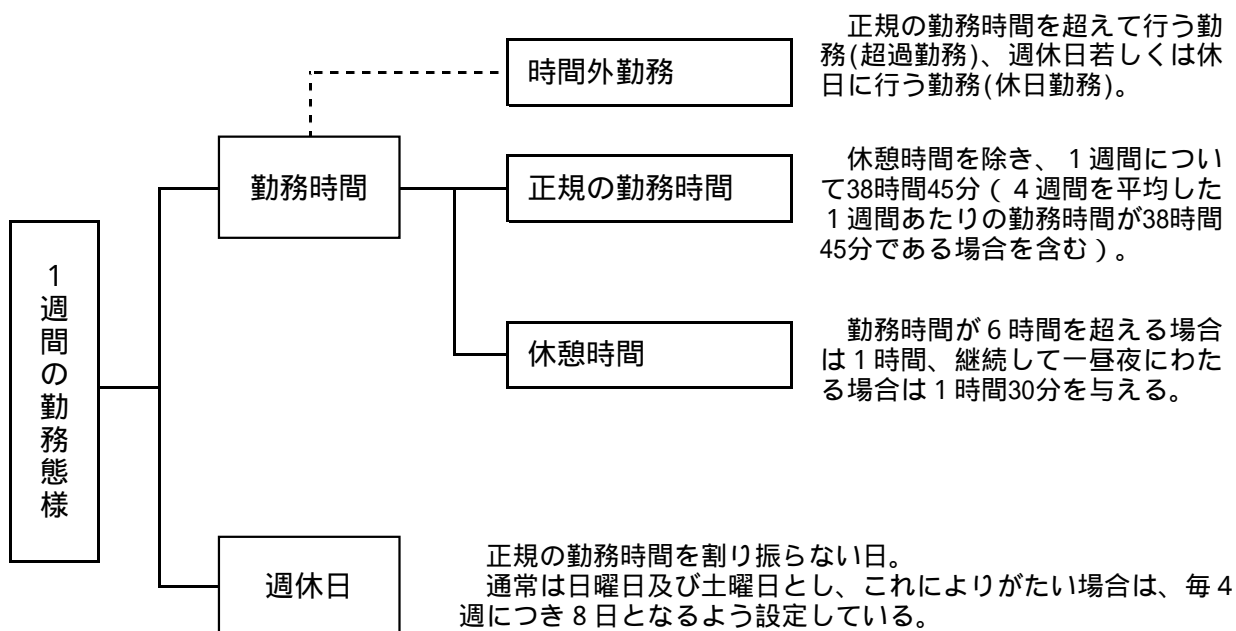 1週間の勤務態様
勤務時間
時間外勤務
正規の勤務時間を超えて行う勤
務(超過勤務)、週休日若しくは休
日に行う勤務(休日勤務)。
正規の勤務時間
休憩時間を除き、1週間につい
て38時間45分(4週間を平均した
1週間あたりの勤務時間が38時間
45分である場合を含む)。
休憩時間
勤務時間が6時間を超える場合
は1時間、継続して一昼夜にわた
る場合は1時間30分を与える。
週休日
正規の勤務時間を割り振らない日。
通常は日曜日及び土曜日とし、これによりがたい場合は、毎4
週につき8日となるよう設定している。